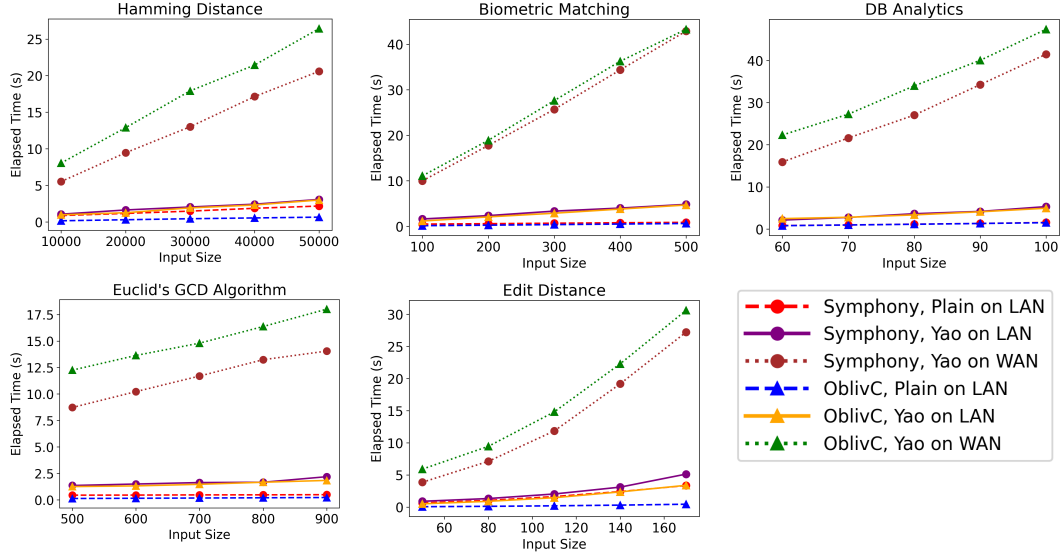 Hamming Distance
Elapsed Time (s)
25
20
15
10
5
0
10000 20000 30000 40000 50000
Input Size
Biometric Matching
Elapsed Time (s)
40
30
20
10
0
100 200 300 400 500
Input Size
DB Analytics
Elapsed Time (s)
40
30
20
10
0
60 70 80 90 100
Input Size
Euclid's GCD Algorithm
Elapsed Time (s)
17.5
15.0
12.5
10.0
7.5
5.0
2.5
0.0
500 600 700 800 900
Input Size
Edit Distance
Elapsed Time (s)
30
25
20
15
10
5
0
60 80 100 120 140 160
Input Size
Symphony, Plain on LAN
Symphony, Yao on LAN
Symphony, Yao on WAN
OblivC, Plain on LAN
OblivC, Yao on LAN
OblivC, Yao on WAN